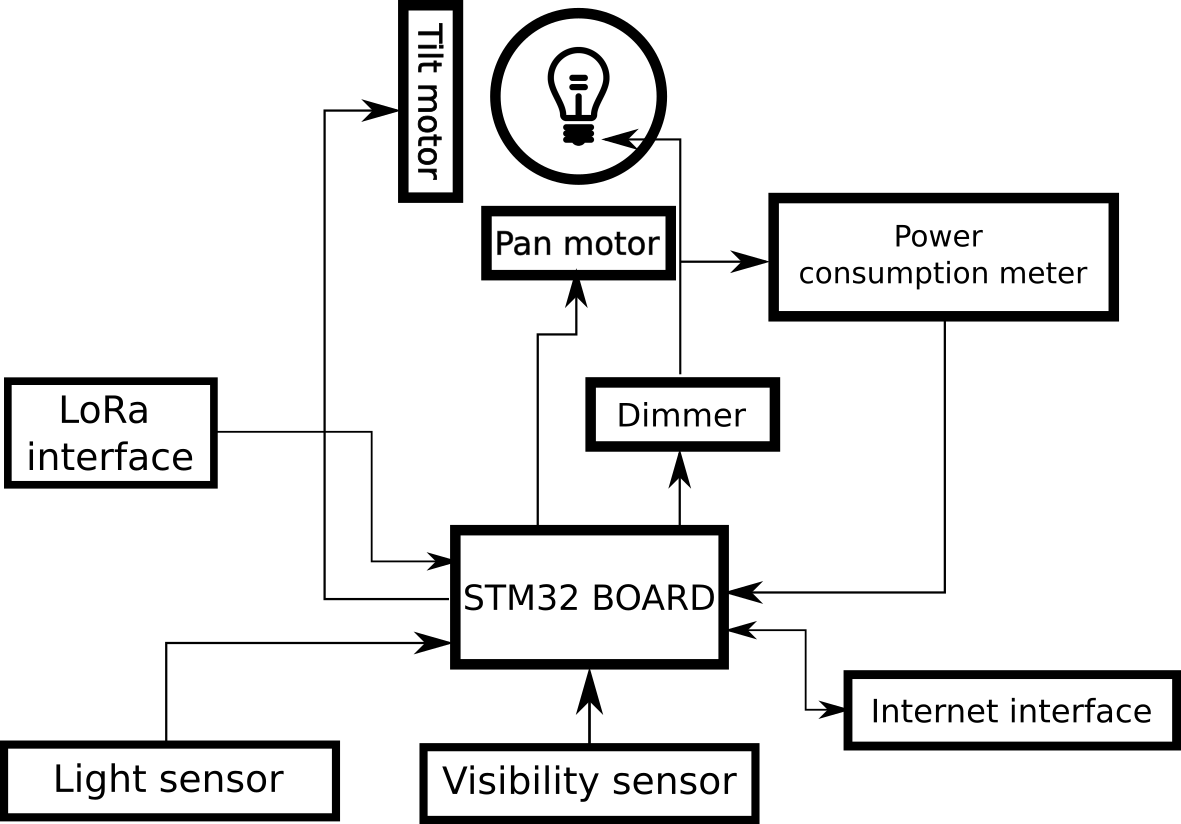 Tilt motor
Pan motor
Power
consumption meter
LoRa
interface
Dimmer
STM32 BOARD
Internet interface
Light sensor
Visibility sensor